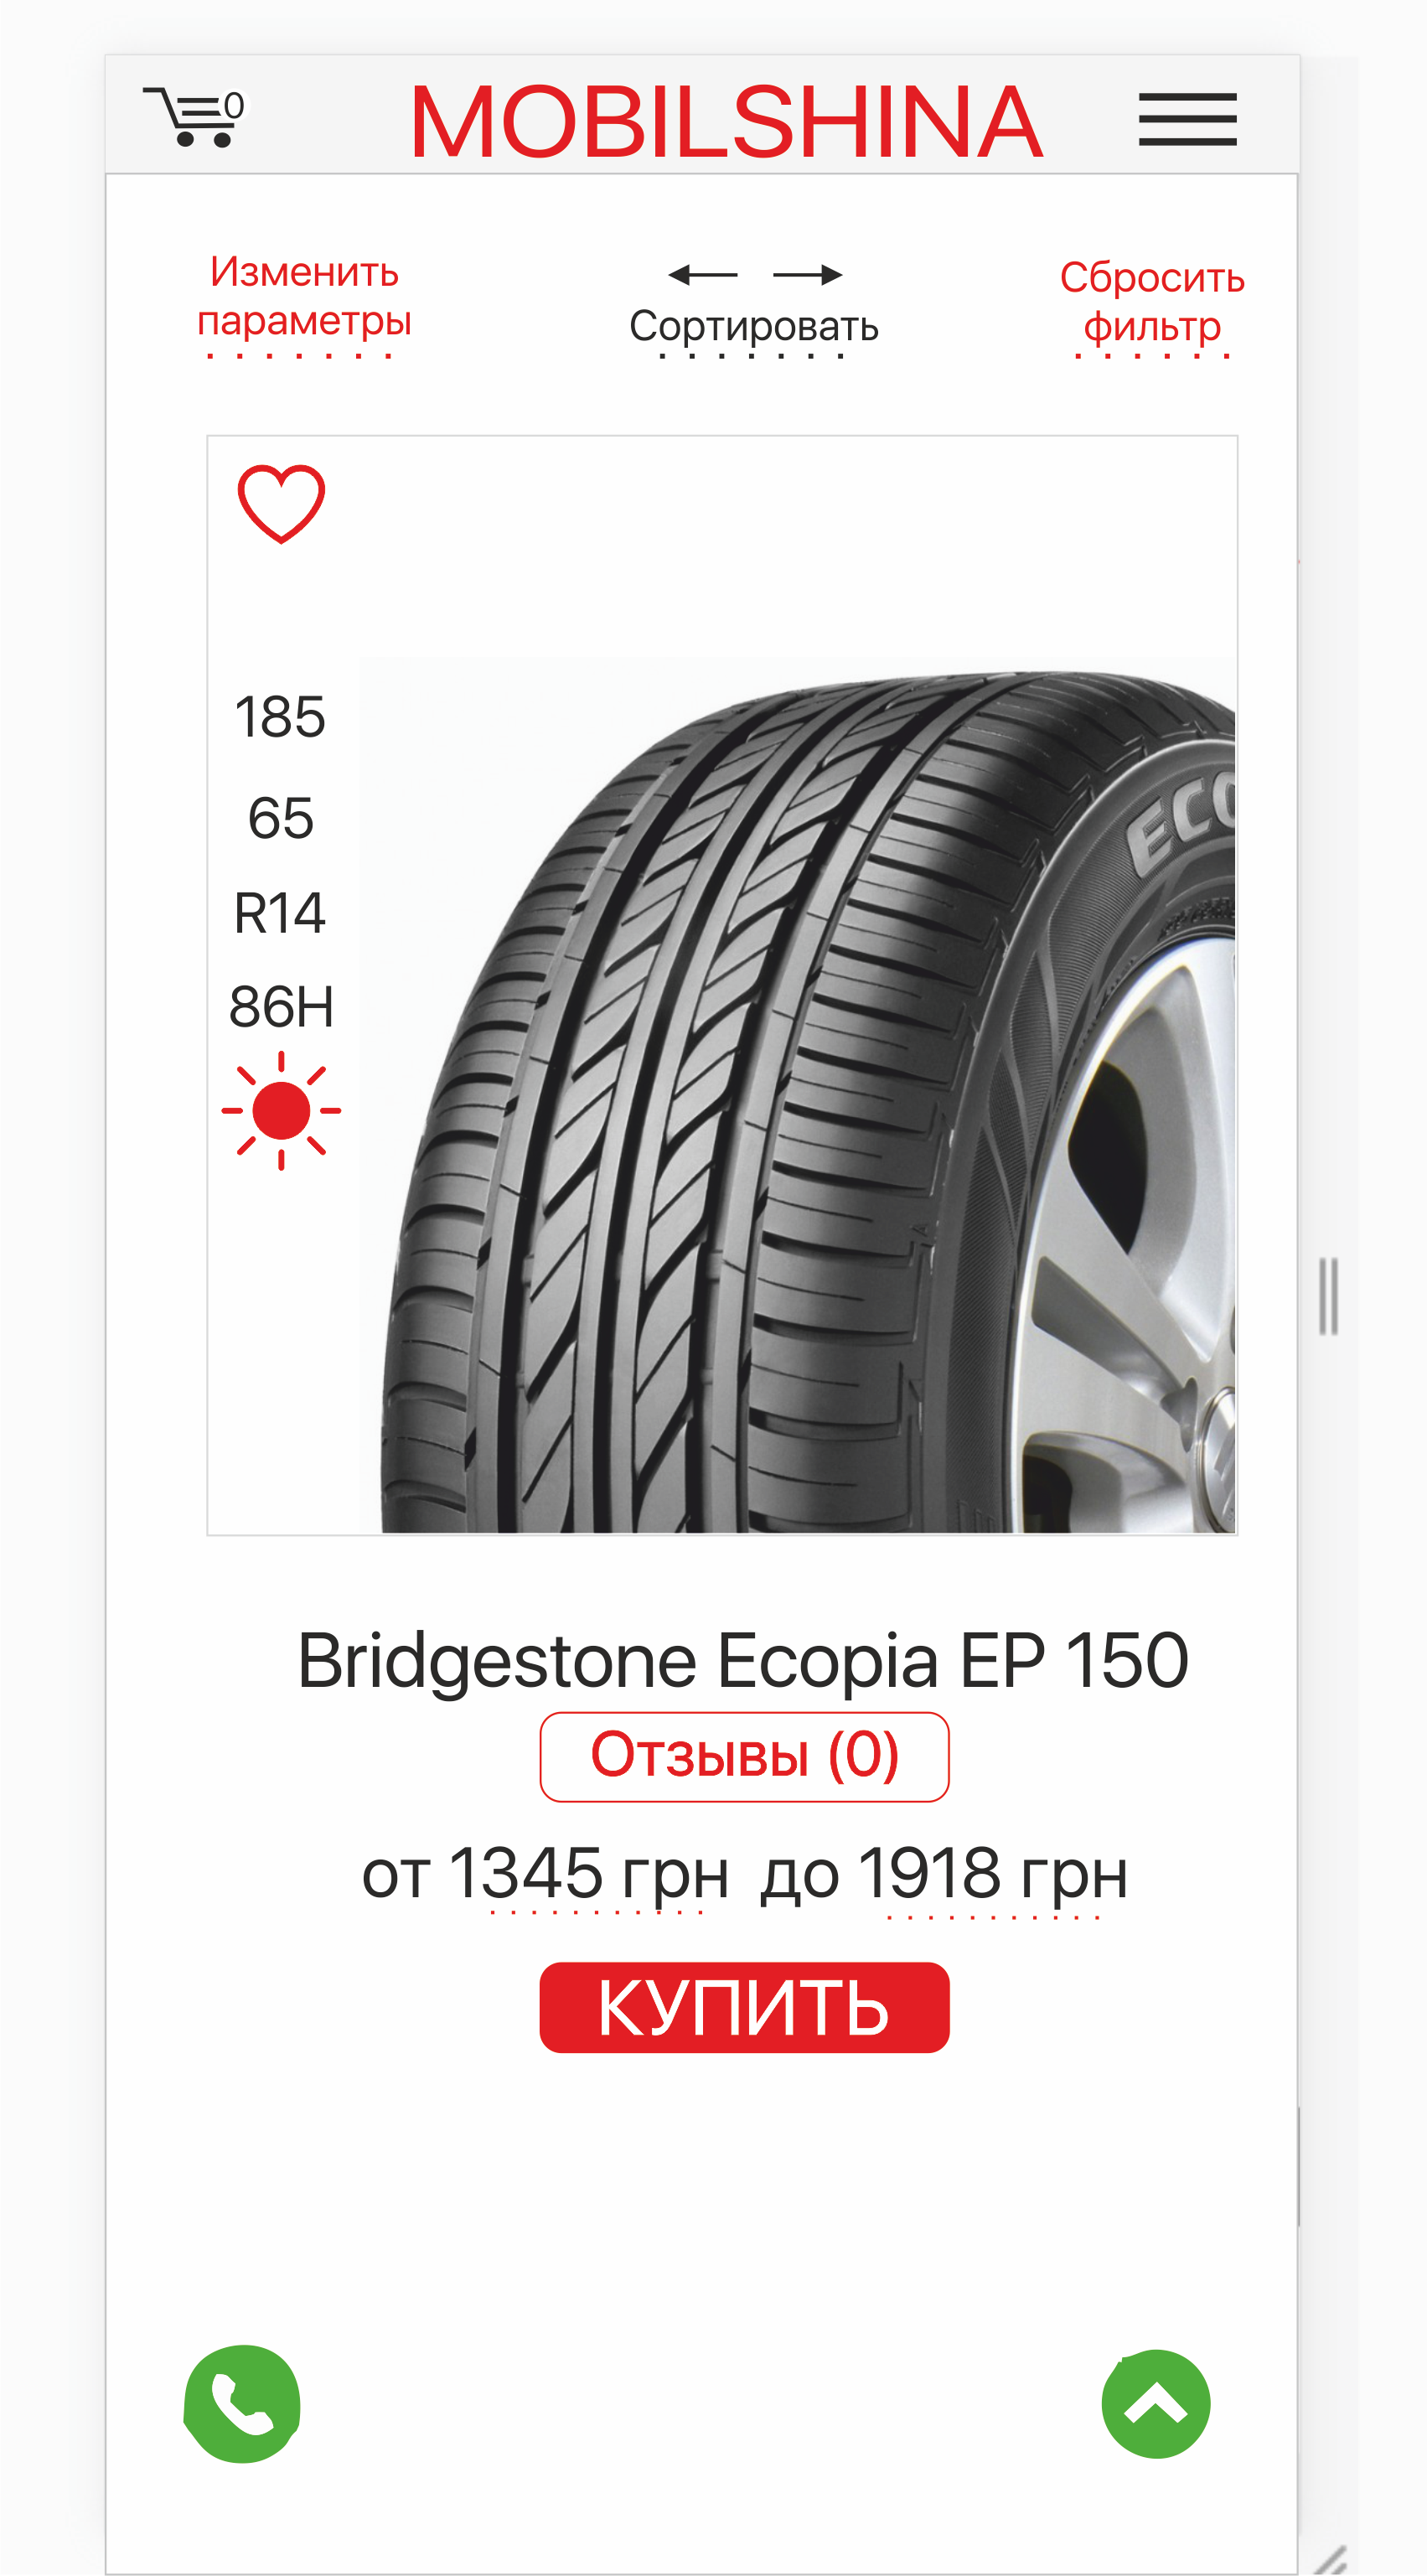 0
MOBILSHINA
Изменить
параметры
Сортировать
Сбросить
фильтр
185
65
R14
86H
ECO
Bridgestone Ecopia EP 150
Отзывы (0)
от 1345 грн до 1918 грн
КУПИТЬ